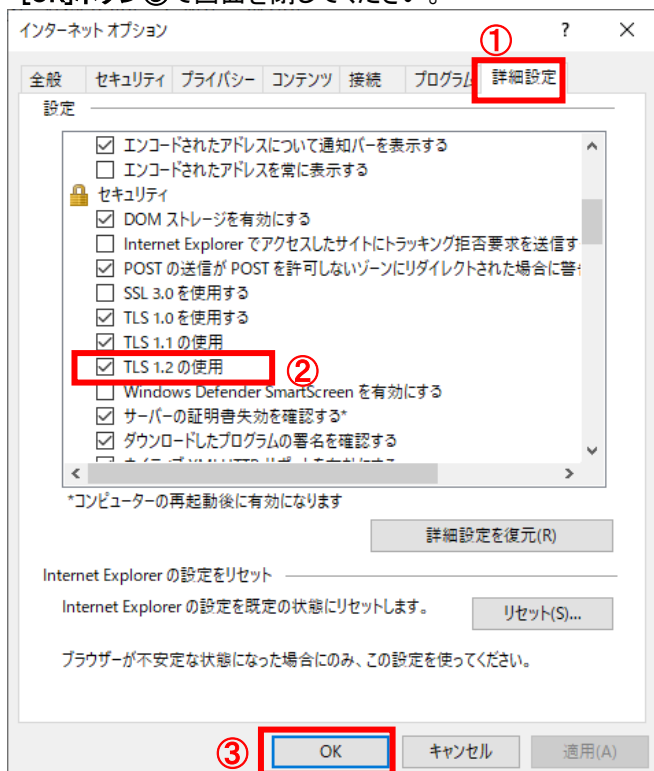 [OK]ボタン③で画面を閉じてください。
インターネット オプション ? ×
①
全般 セキュリティ プライバシー コンテンツ 接続 プログラム 詳細設定
設定
エンコードされたアドレスについて通知バーを表示する
エンコードされたアドレスを常に表示する
セキュリティ
DOM ストレージを有効にする
Internet Explorer でアクセスしたサイトにトラッキング拒否要求を送信す
POST の送信が POST を許可しないゾーンにリダイレクトされた場合に警
SSL 3.0 を使用する
TLS 1.0 を使用する
TLS 1.1 の使用
TLS 1.2 の使用 ②
Windows Defender SmartScreen を有効にする
サーバーの証明書失効を確認する*
ダウンロードしたプログラムの署名を確認する
*コンピューターの再起動後に有効になります
詳細設定を復元(R)
Internet Explorer の設定をリセット
Internet Explorer の設定を既定の状態にリセットします。
リセット(S)...
ブラウザーが不安定な状態になった場合にのみ、この設定を使ってください。
③ OK キャンセル 適用(A)